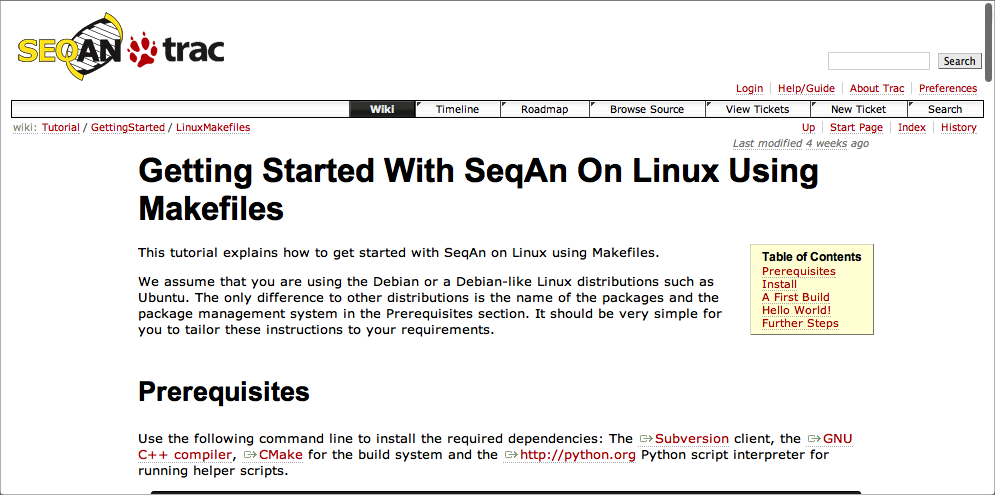 SEQAN trac
Search
Login Help/Guide About Trac Preferences
Wiki Timeline Roadmap Browse Source View Tickets New Ticket Search
wiki: Tutorial / GettingStarted / LinuxMakefiles
Up Start Page Index History
Last modified 4 weeks ago
Getting Started With SeqAn On Linux Using
Makefiles
This tutorial explains how to get started with SeqAn on Linux using Makefiles.
We assume that you are using the Debian or a Debian-like Linux distributions such as
Ubuntu. The only difference to other distributions is the name of the packages and the
package management system in the Prerequisites section. It should be very simple for
you to tailor these instructions to your requirements.
Table of Contents
Prerequisites
Install
A First Build
Hello World!
Further Steps
Prerequisites
Use the following command line to install the required dependencies: The Subversion client, the GNU
C++ compiler, CMake for the build system and the http://python.org Python script interpreter for
running helper scripts.